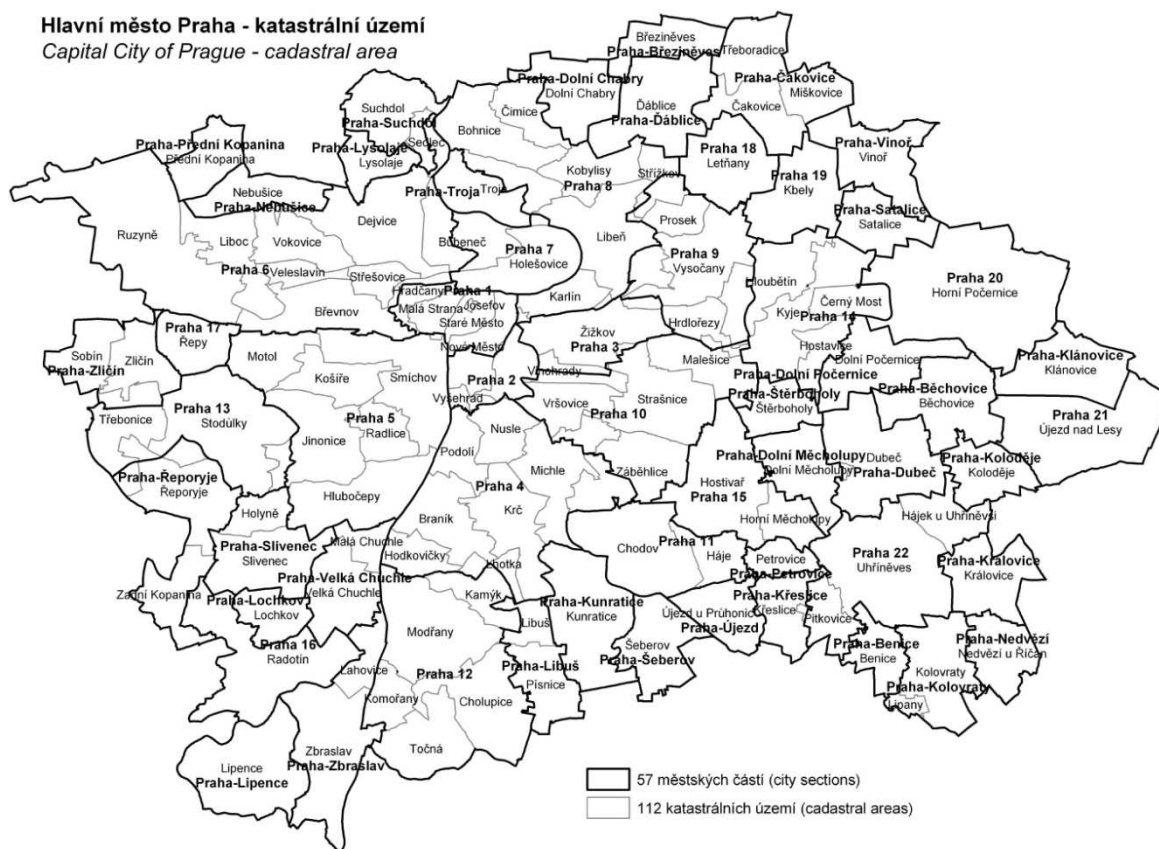 Hlavní město Praha - katastrální území
Capital City of Prague - cadastral area
Březiněves
Praha-Březiněves
Třeboradice
Praha-Dolní Chabry
Dolní Chabry
Praha-Čakovice
Miškovice
Čakovice
Ďáblice
Praha-Ďáblice
Suchdol
Praha-Suchdol
Sedlec
Čimice
Bohnice
Praha-Přední Kopanina
Přední Kopanina
Praha-Lysolaje
Lysolaje
Praha 18
Letňany
Praha-Vinoř
Vinoř
Kobylisy
Střížkov
Praha 8
Praha 19
Kbely
Nebušice
Praha-Nebušice
Praha-Troja
Troja
Prosek
Praha-Satalice
Satalice
Dejvice
Ruzyně
Liboc
Vokovice
Bubeneč
Praha 7
Holešovice
Libeň
Praha 9
Vysočany
Praha 6
Veleslavín
Střešovice
Hloubětín
Praha 20
Horní Počernice
Hradčany
Praha 1
Josefov
Malá Strana
Staré Město
Karlín
Břevnov
Hrdlořezy
Kyje
Černý Most
Praha 14
Praha 17
Řepy
Nové Město
Žižkov
Praha 3
Hostavice
Sobín
Praha-Zličín
Zličín
Motol
Košíře
Smíchov
Malešice
Dolní Počernice
Praha-Dolní Počernice
Praha-Klánovice
Klánovice
Praha 2
Vinohrady
Vyšehrad
Praha-Štěrboholy
Štěrboholy
Praha-Běchovice
Běchovice
Praha 13
Stodůlky
Třebonice
Praha 5
Radlice
Vršovice
Strašnice
Praha 10
Praha 21
Újezd nad Lesy
Jinonice
Nusle
Podolí
Praha-Dolní Měcholupy
Dolní Měcholupy
Dubeč
Praha-Dubeč
Praha-Koloděje
Koloděje
Praha-Řeporyje
Řeporyje
Hlubočepy
Michle
Záběhlice
Praha 4
Hostivař
Praha 15
Holyně
Braník
Krč
Horní Měcholupy
Hájek u Uhříněvsi
Praha-Slivenec
Slivenec
Malá Chuchle
Hodkovičky
Lhotka
Chodov
Praha 11
Háje
Petrovice
Praha-Petrovice
Praha 22
Uhříněves
Praha-Královice
Královice
Zadní Kopanina
Praha-Velká Chuchle
Velká Chuchle
Praha-Lochkov
Lochkov
Kamýk
Praha-Kunratice
Kunratice
Praha-Křeslice
Křeslice
Pitkovice
Libuš
Újezd u Průhonic
Praha-Újezd
Modřany
Praha 16
Radotín
Šeberov
Praha-Šeberov
Praha-Benice
Benice
Praha-Nedvězí
Nedvězí u Říčan
Lahovice
Praha 12
Praha-Libuš
Písnice
Kolovraty
Praha-Kolovraty
Lipany
Komořany
Cholupice
Točná
Zbraslav
Praha-Zbraslav
Lipence
Praha-Lipence
57 městských částí (city sections)
112 katastrálních území (cadastral areas)